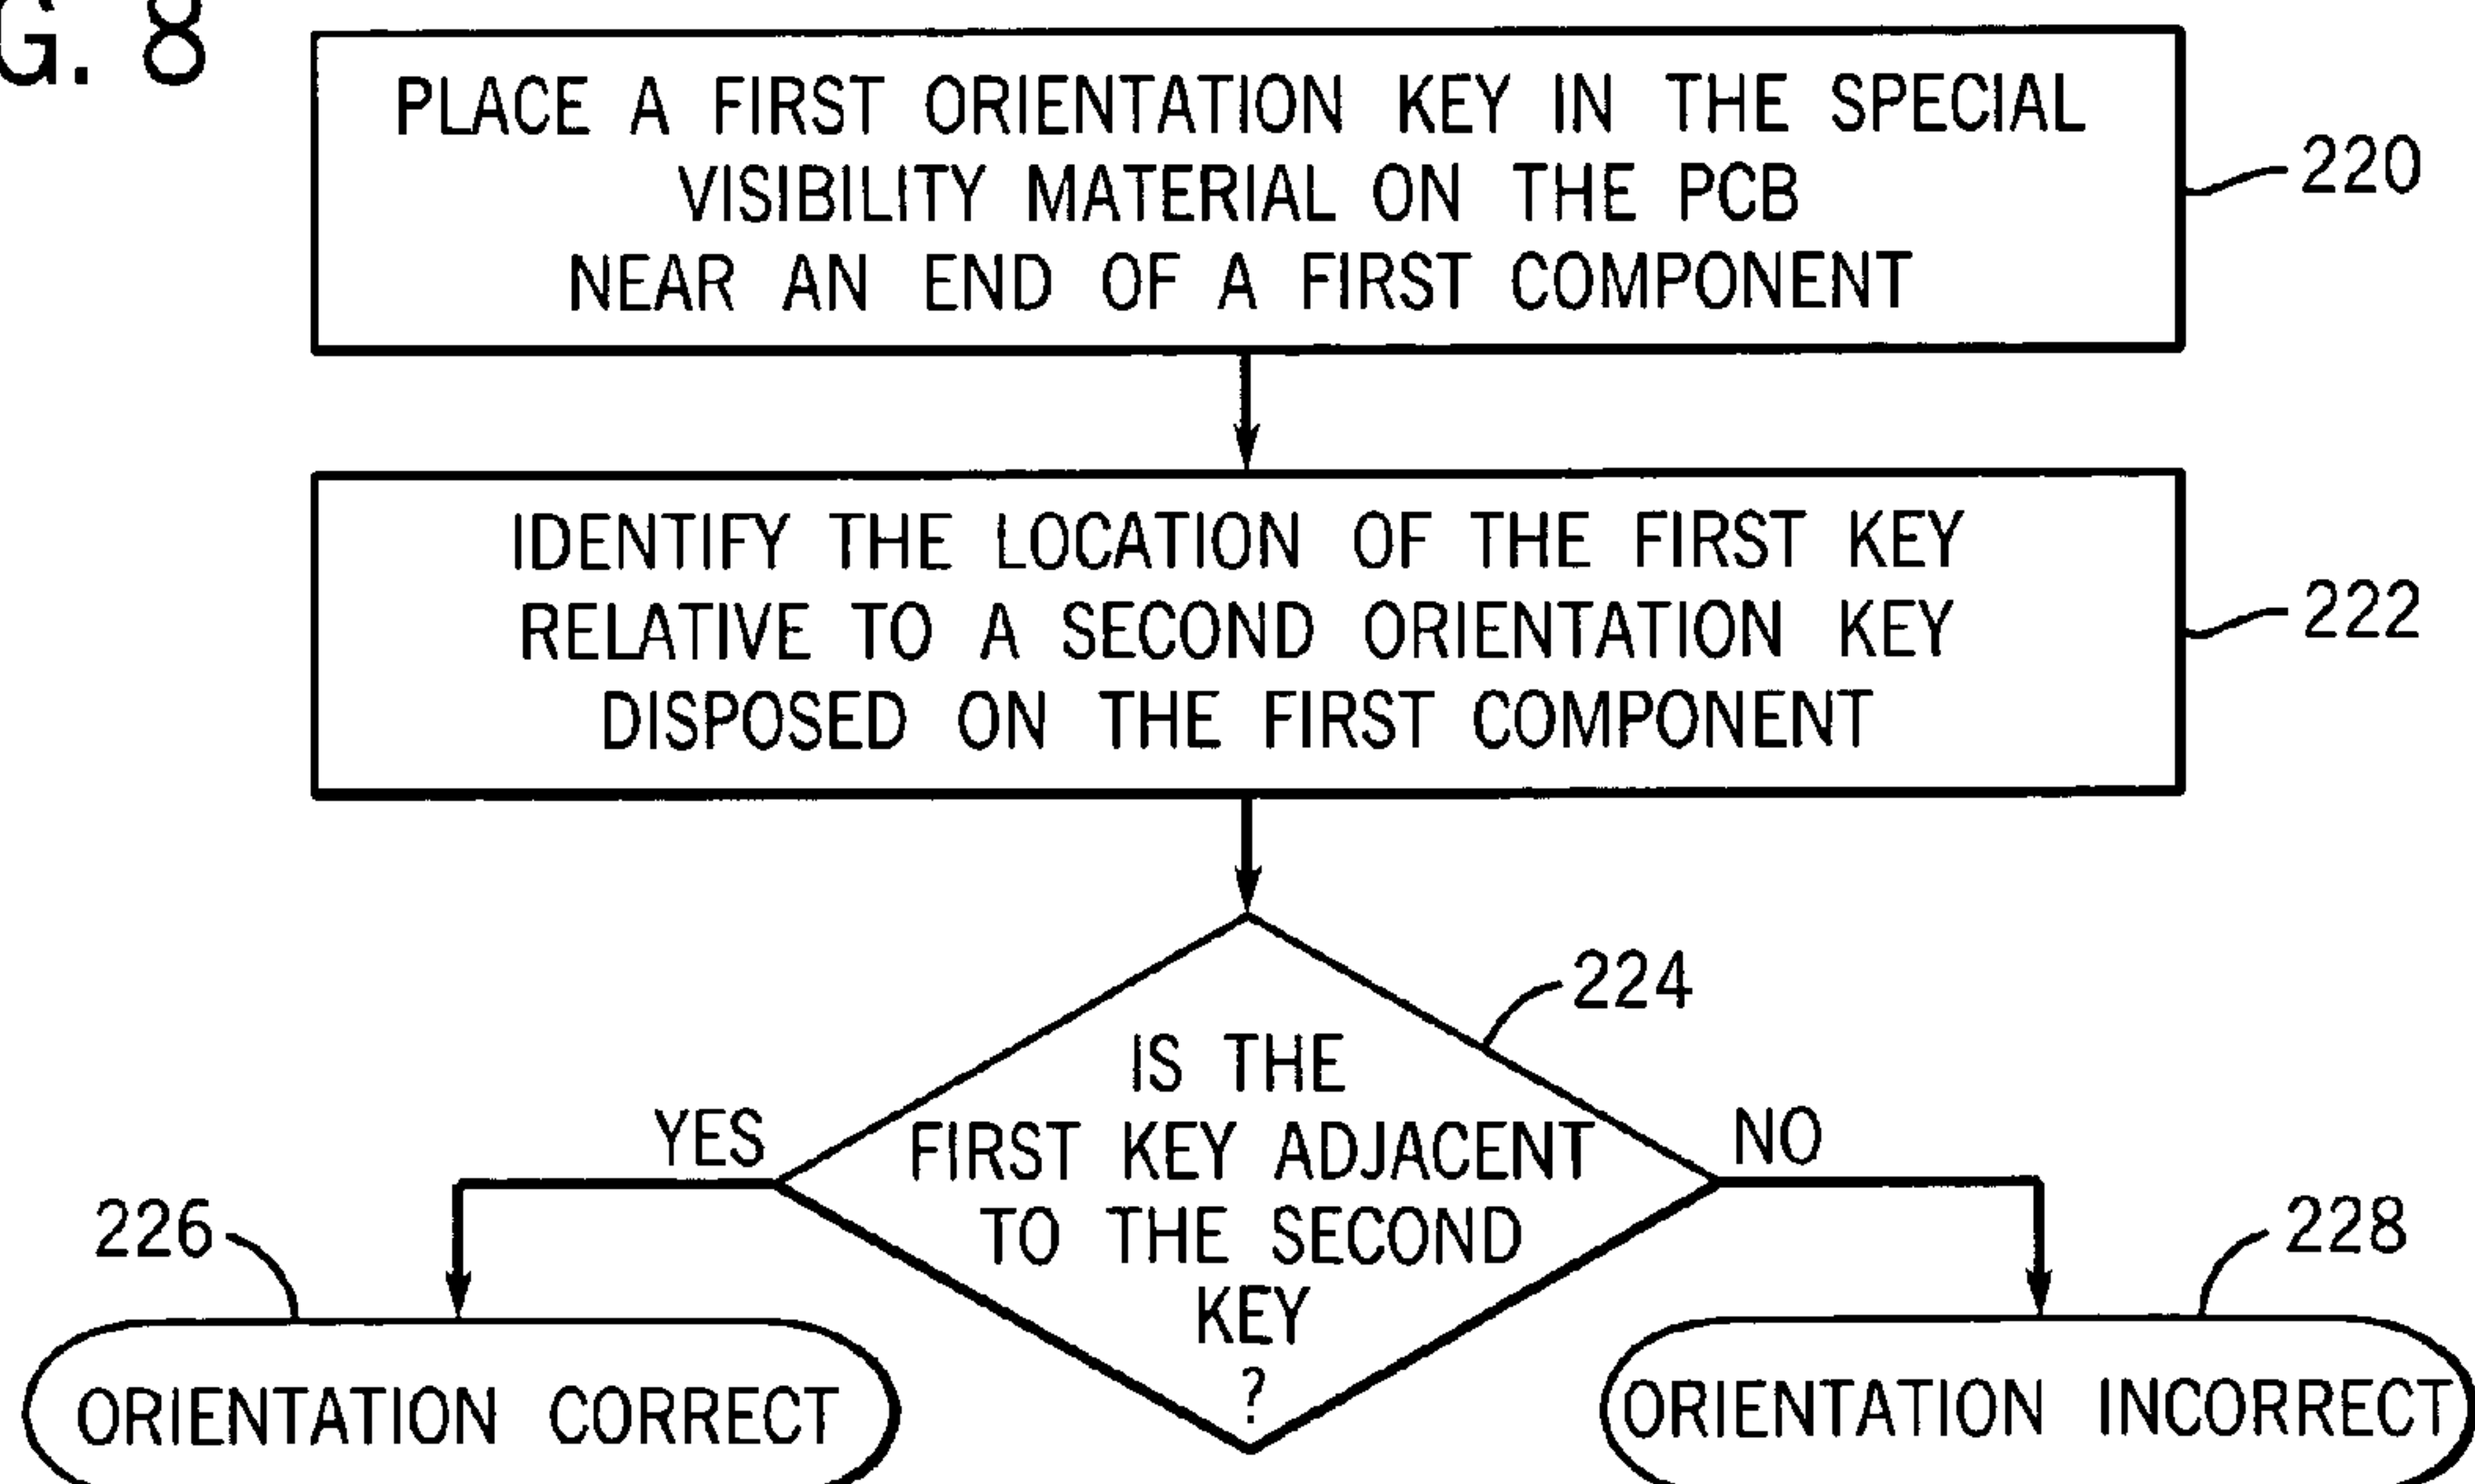 G. 8
PLACE A FIRST ORIENTATION KEY IN THE SPECIAL
VISIBILITY MATERIAL ON THE PCB
NEAR AN END OF A FIRST COMPONENT
220
IDENTIFY THE LOCATION OF THE FIRST KEY
RELATIVE TO A SECOND ORIENTATION KEY
DISPOSED ON THE FIRST COMPONENT
222
224
IS THE
FIRST KEY ADJACENT
TO THE SECOND
KEY
?
YES
NO
226
228
ORIENTATION CORRECT
ORIENTATION INCORRECT